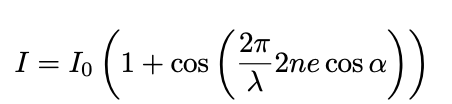 I = I₀ (1 + cos (2π/λ 2ne cos α))